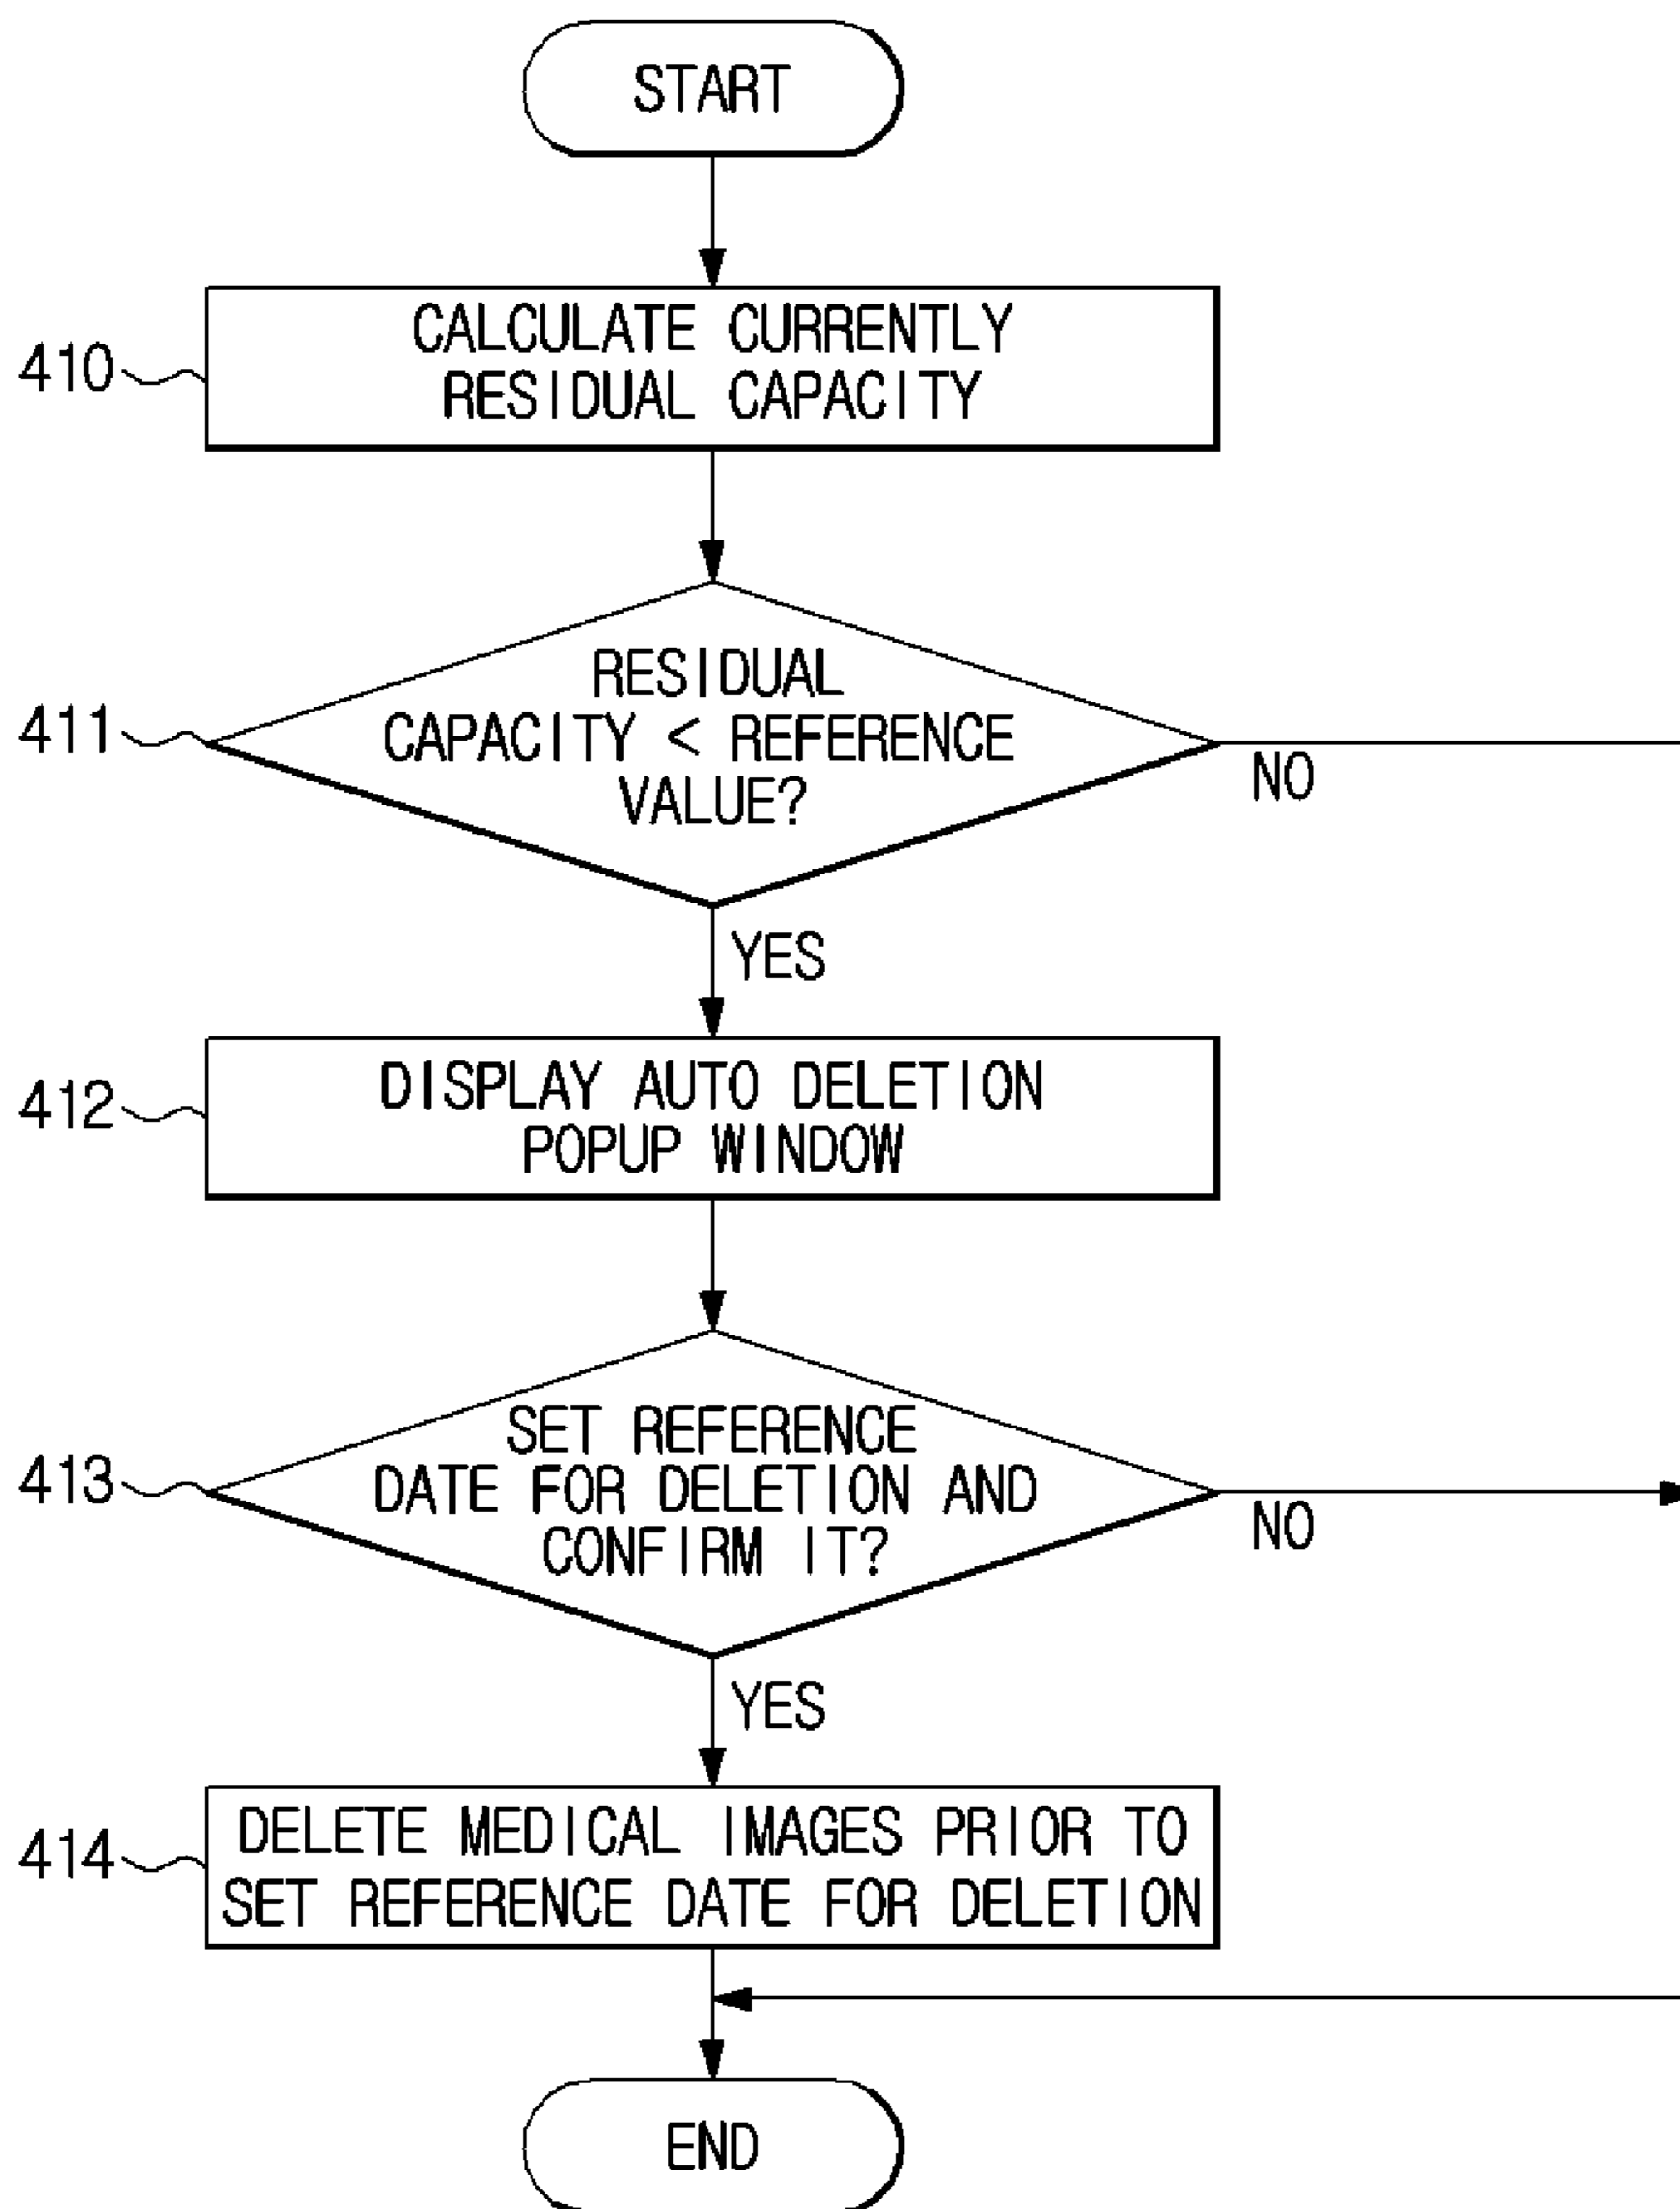 START
410
CALCULATE CURRENTLY
RESIDUAL CAPACITY
411
RESIDUAL
CAPACITY < REFERENCE
VALUE?
NO
YES
412
DISPLAY AUTO DELETION
POPUP WINDOW
413
SET REFERENCE
DATE FOR DELETION AND
CONFIRM IT?
NO
YES
414
DELETE MEDICAL IMAGES PRIOR TO
SET REFERENCE DATE FOR DELETION
END